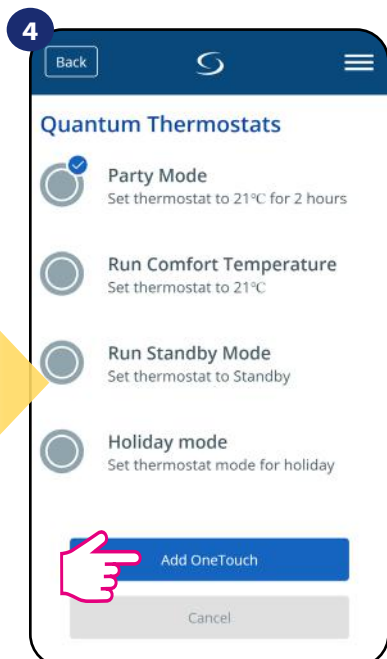 4
Back
Quantum Thermostats
Party Mode
Set thermostat to 21℃ for 2 hours
Run Comfort Temperature
Set thermostat to 21℃
Run Standby Mode
Set thermostat to Standby
Holiday mode
Set thermostat mode for holiday
Add OneTouch
Cancel